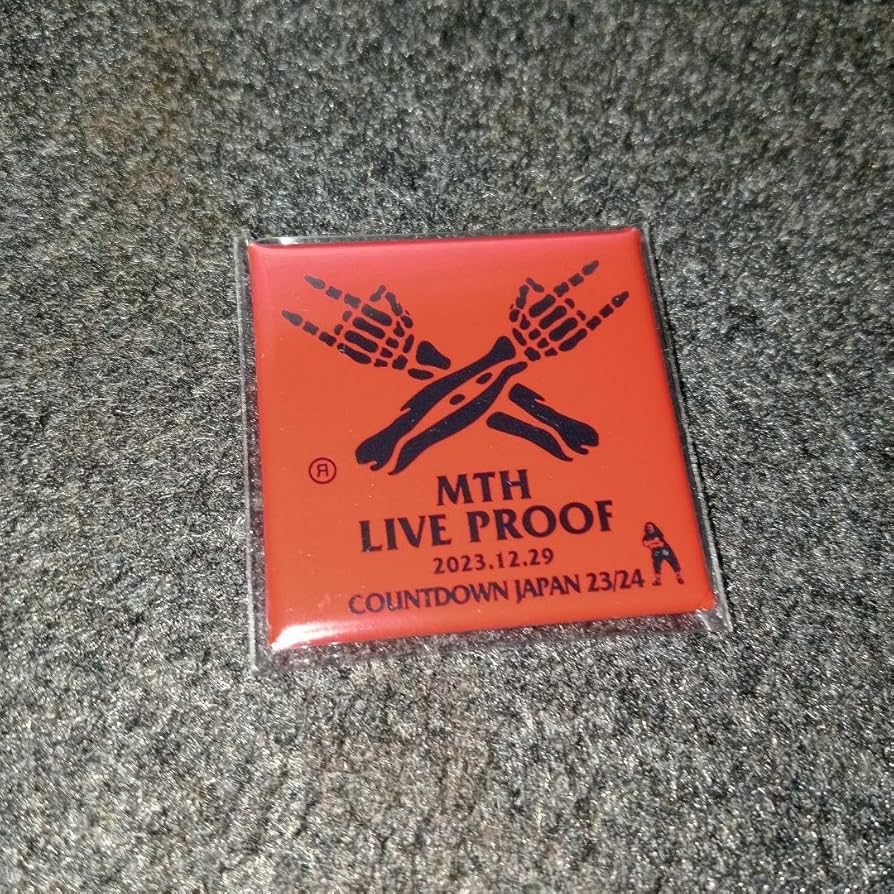 Я
MTH
LIVE PROOF
2023.12.29
COUNTDOWN JAPAN 23/24